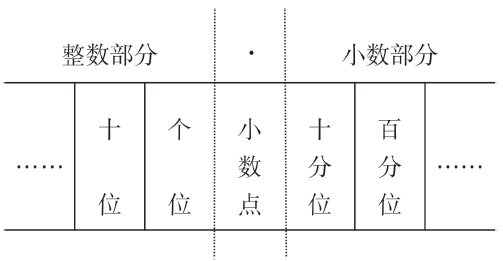 整数部分 · 小数部分
…… 十位 个位 小数点 十分位 百分位 ……